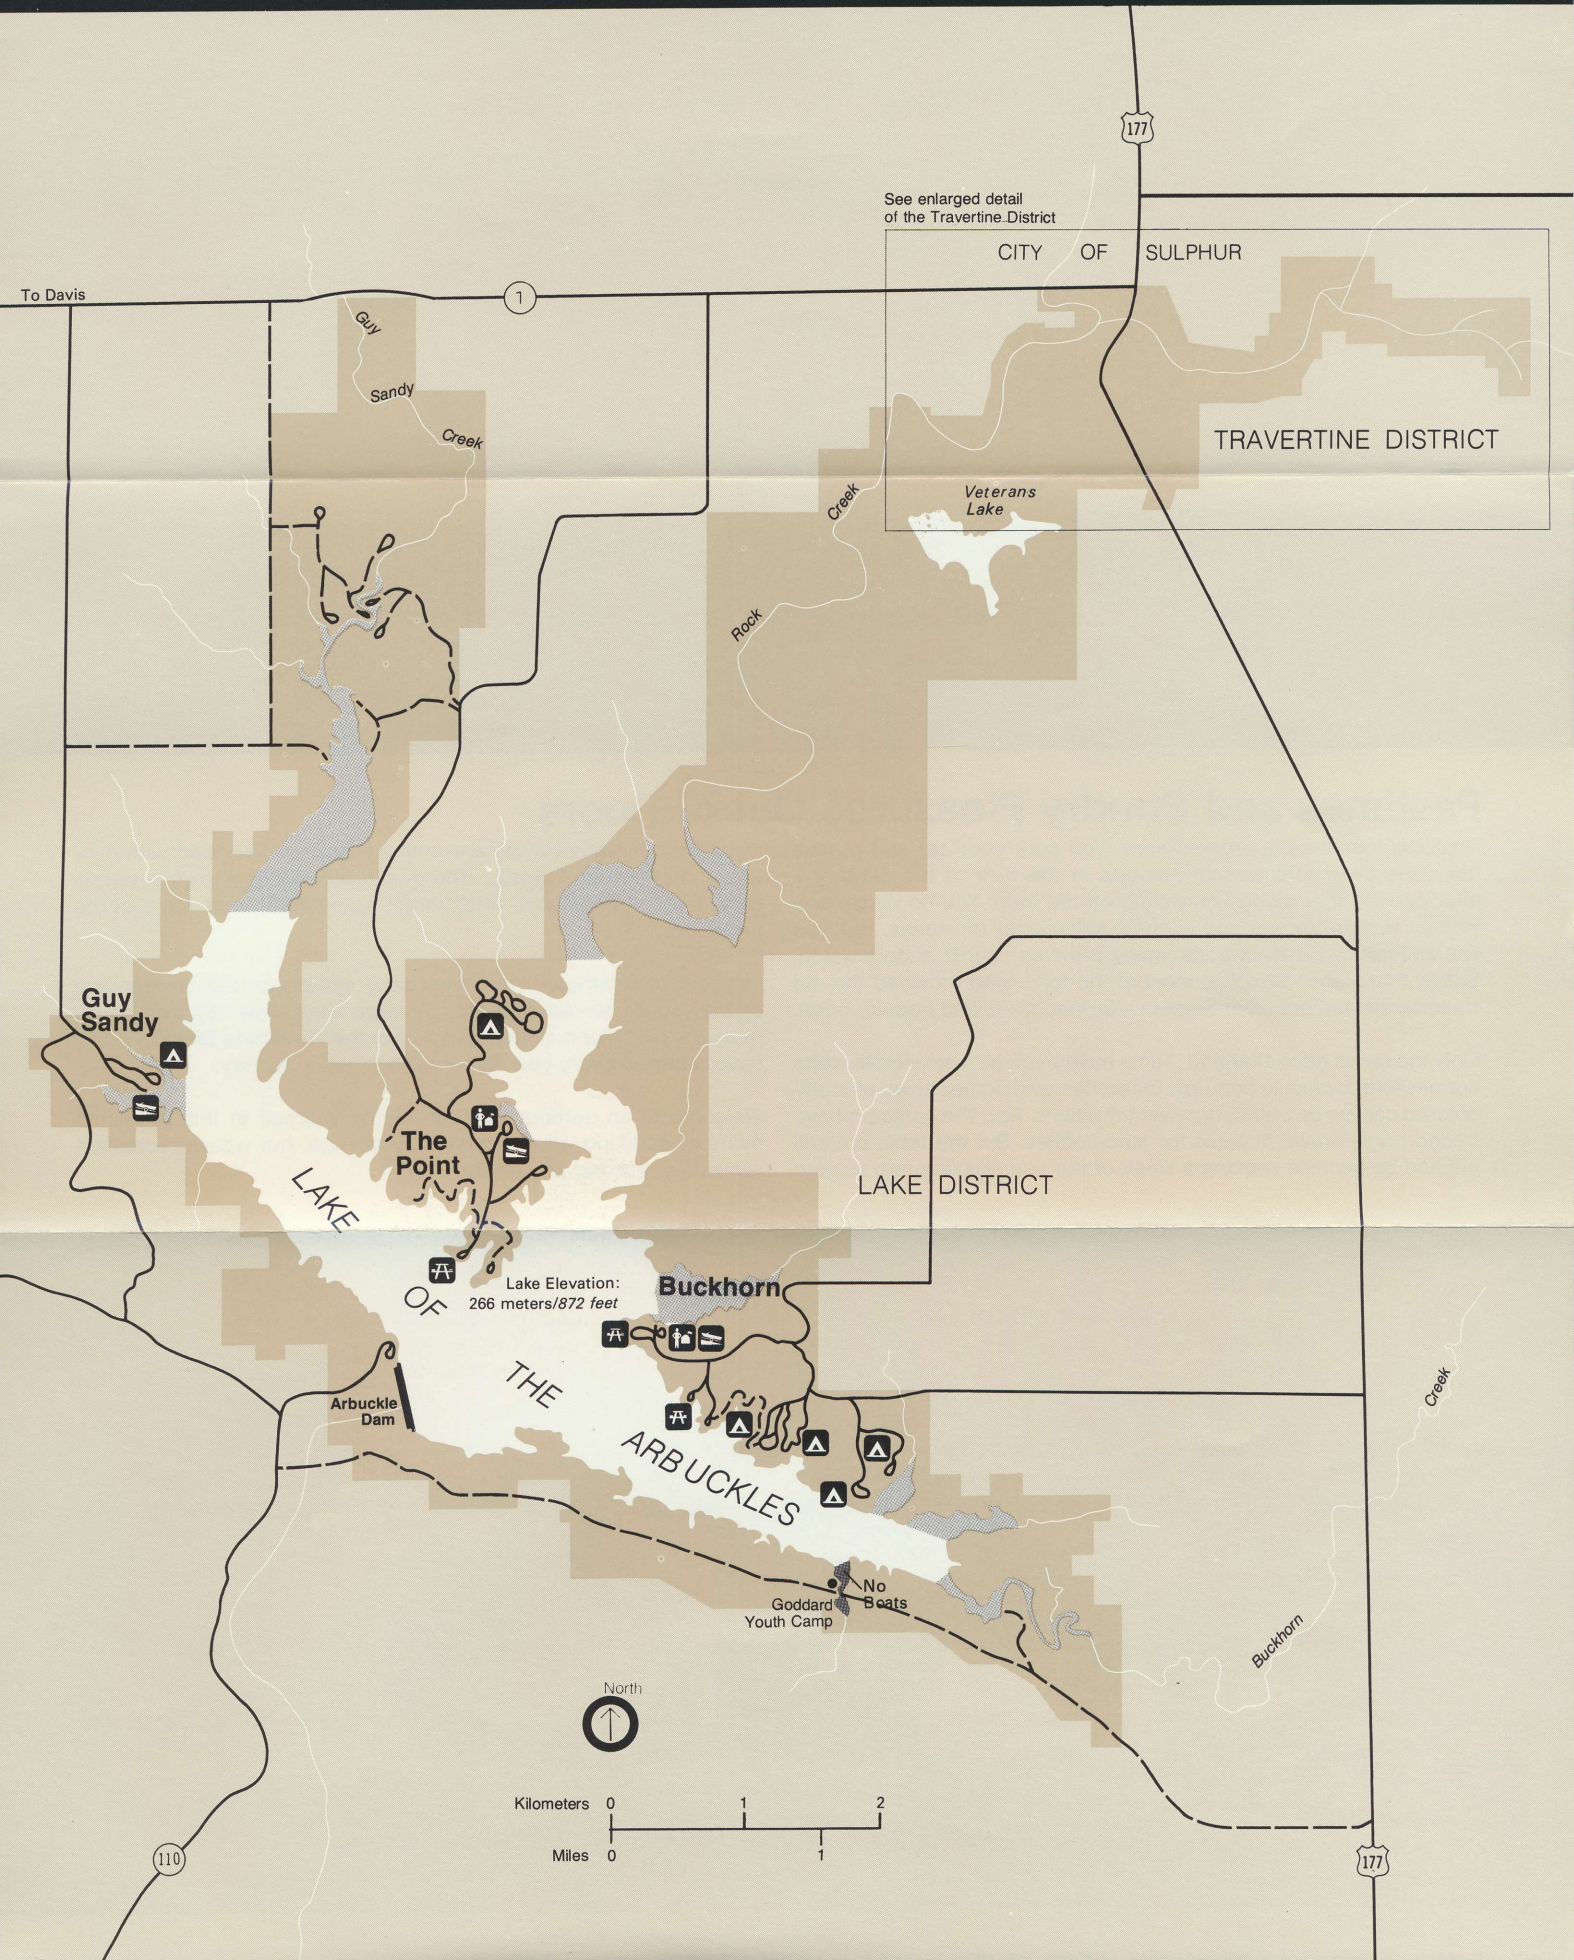 177
See enlarged detail
of the Travertine District
CITY OF SULPHUR
To Davis
1
Guy
Sandy
Creek
TRAVERTINE DISTRICT
Veterans
Lake
Creek
Rock
Guy
Sandy
The
Point
LAKE DISTRICT
LAKE
OF
THE
ARBUCKLES
Lake Elevation:
266 meters/872 feet
Buckhorn
Arbuckle
Dam
Creek
Buckhorn
No
Boats
Goddard
Youth Camp
North
Kilometers 0 1 2
Miles 0 1
110
177